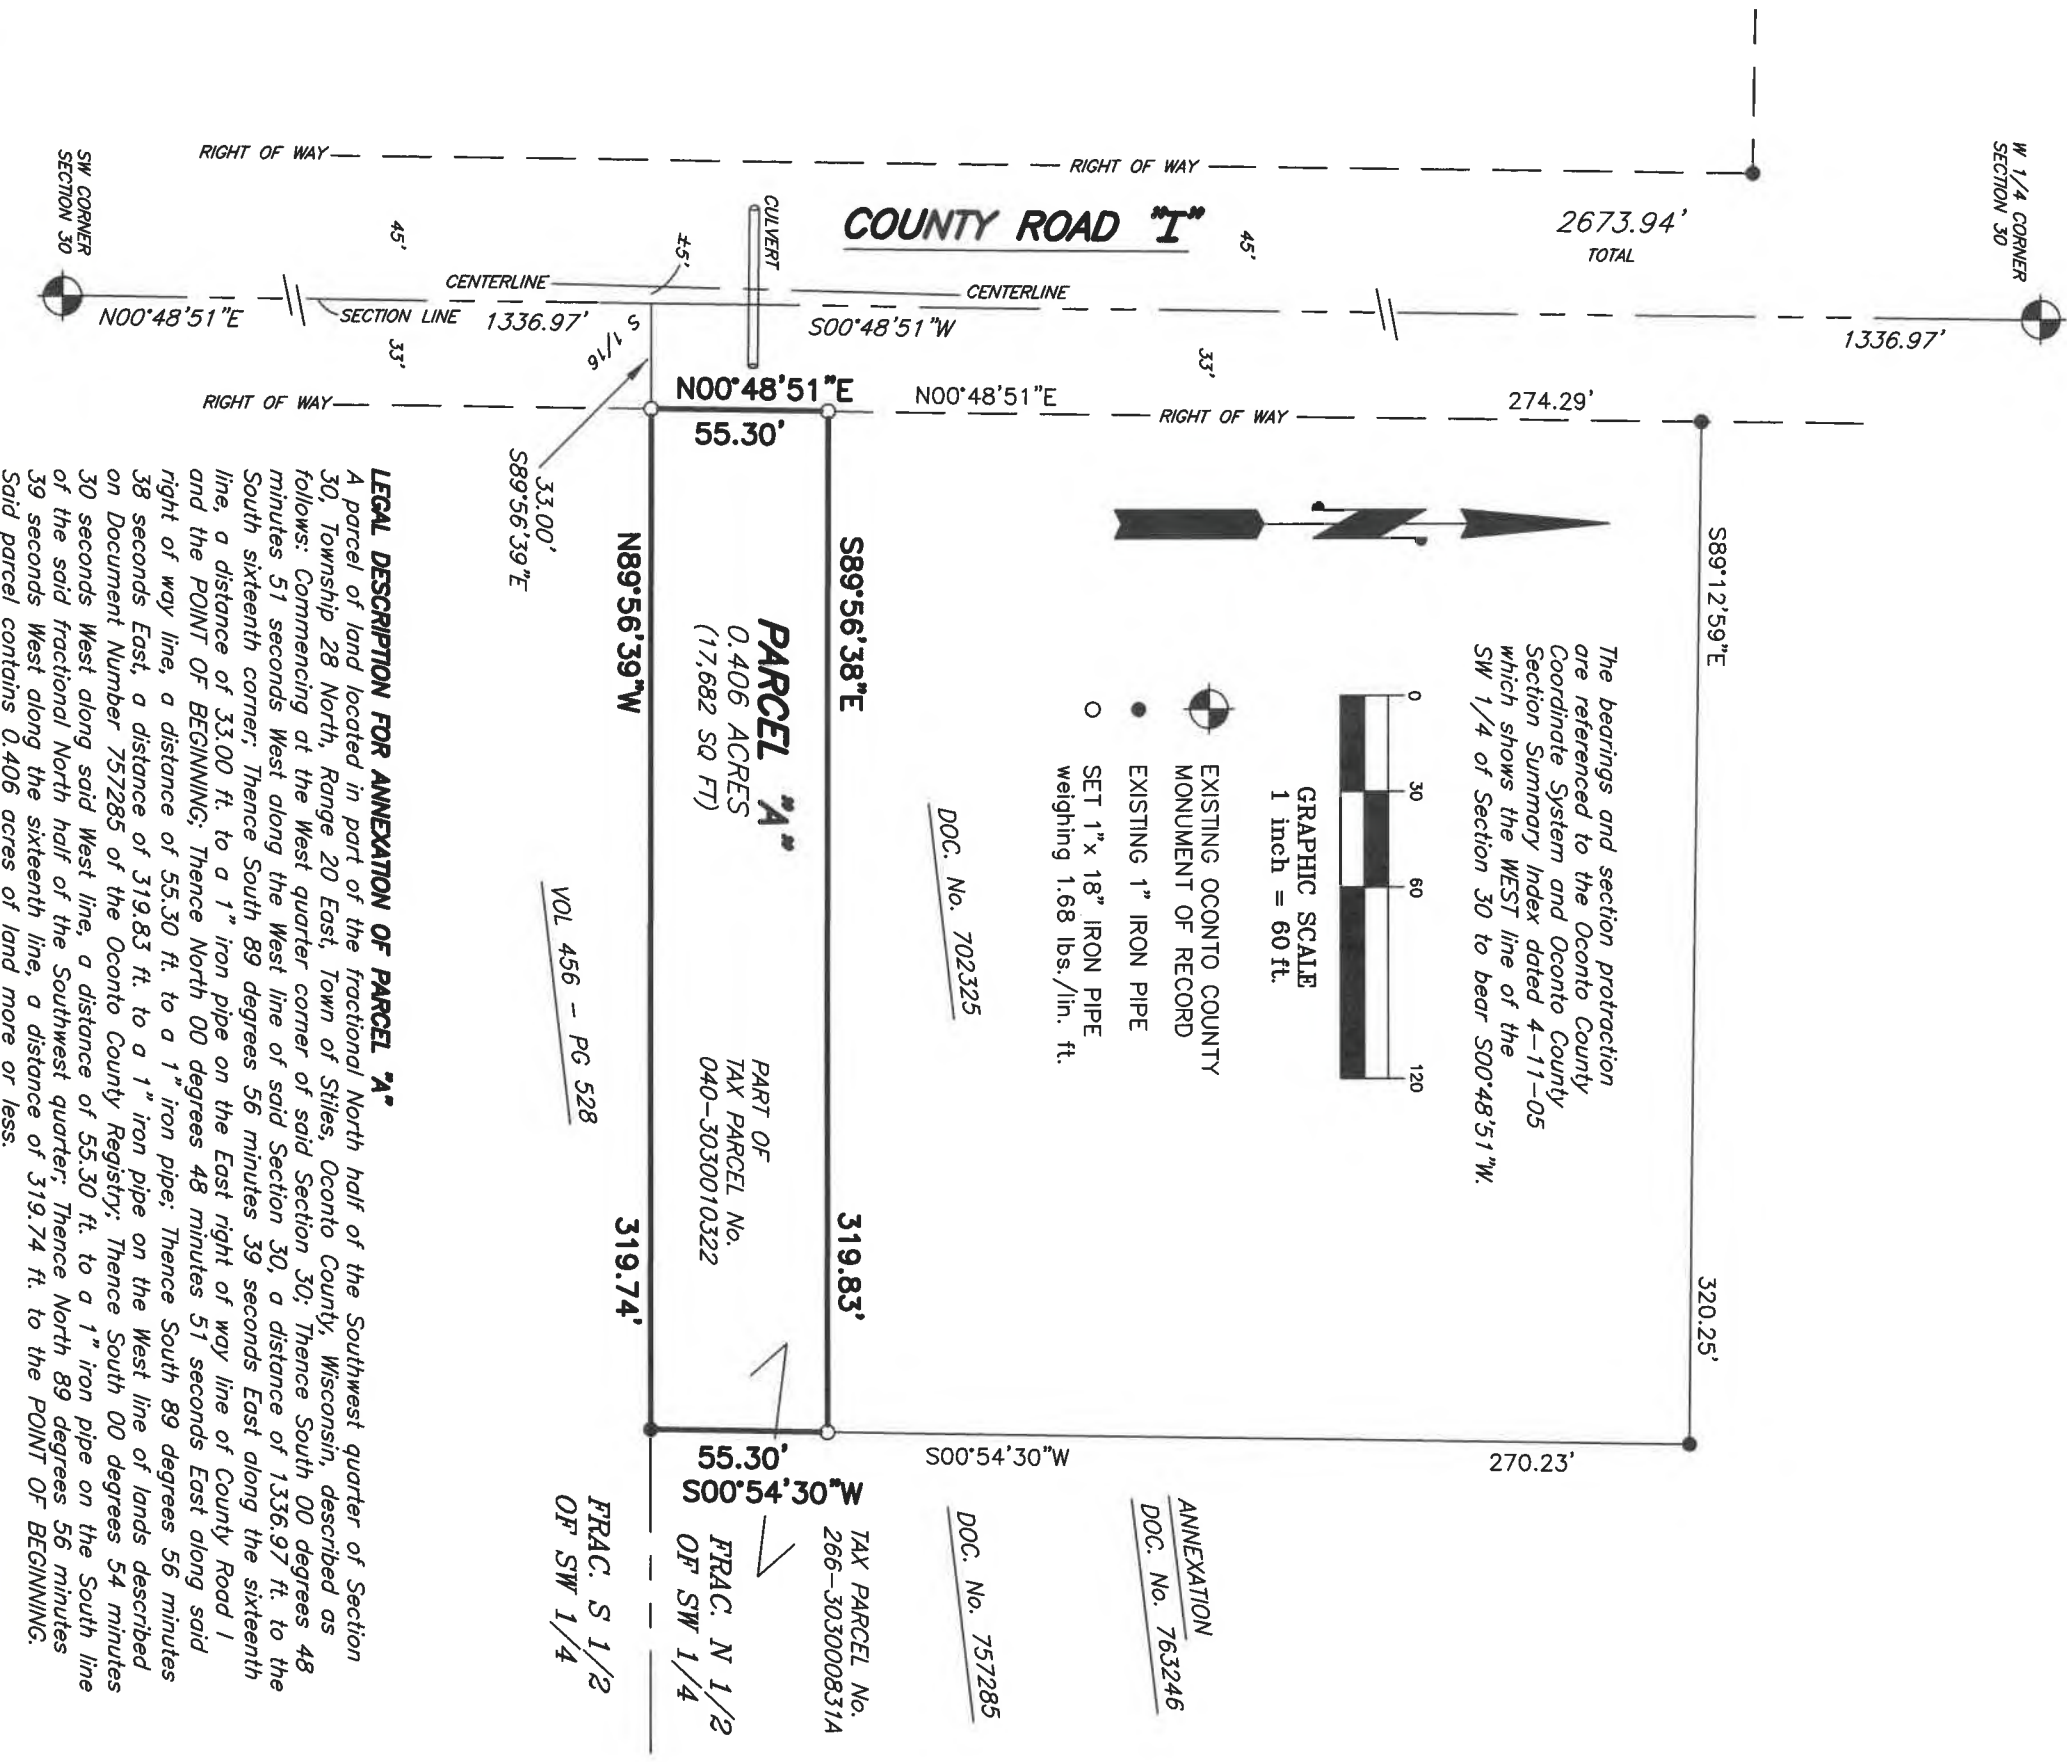 W 1/4 CORNER
SECTION 30
1336.97'
2673.94'
TOTAL
RIGHT OF WAY
RIGHT OF WAY
COUNTY ROAD "I"
45'
45'
CULVERT
±5'
CENTERLINE
CENTERLINE
SECTION LINE
1336.97'
S00°48'51"W
N00°48'51"E
SW CORNER
SECTION 30
33'
33'
S 1/16
33.00'
S89°56'39"E
RIGHT OF WAY
RIGHT OF WAY
N00°48'51"E
55.30'
N00°48'51"E
274.29'
S89°12'59"E
320.25'
The bearings and section protraction
are referenced to the Oconto County
Coordinate System and Oconto County
Section Summary Index dated 4-11-05
which shows the WEST line of the
SW 1/4 of Section 30 to bear S00°48'51"W.
0
30
60
120
GRAPHIC SCALE
1 inch = 60 ft.
EXISTING OCONTO COUNTY
MONUMENT OF RECORD
EXISTING 1" IRON PIPE
SET 1"x 18" IRON PIPE
weighing 1.68 lbs./lin. ft.
DOC. No. 702325
S89°56'38"E
319.83'
PARCEL "A"
0.406 ACRES
(17,682 SQ FT)
PART OF
TAX PARCEL No.
040-303001O322
N89°56'39"W
319.74'
VOL 456 - PG 528
270.23'
S00°54'30"W
55.30'
S00°54'30"W
ANNEXATION
DOC. No. 763246
DOC. No. 757285
TAX PARCEL No.
266-303000831A
FRAC. N 1/2
OF SW 1/4
FRAC. S 1/2
OF SW 1/4
LEGAL DESCRIPTION FOR ANNEXATION OF PARCEL "A"
A parcel of land located in part of the fractional North half of the Southwest quarter of Section
30, Township 28 North, Range 20 East, Town of Stiles, Oconto County, Wisconsin, described as
follows: Commencing at the West quarter corner of said Section 30; Thence South 00 degrees 48
minutes 51 seconds West along the West line of said Section 30, a distance of 1336.97 ft. to the
South sixteenth corner; Thence South 89 degrees 56 minutes 39 seconds East along the sixteenth
line, a distance of 33.00 ft. to a 1" iron pipe on the East right of way line of County Road I
and the POINT OF BEGINNING; Thence North 00 degrees 48 minutes 51 seconds East along said
right of way line, a distance of 55.30 ft. to a 1" iron pipe; Thence South 89 degrees 56 minutes
38 seconds East, a distance of 319.83 ft. to a 1" iron pipe on the West line of lands described
on Document Number 757285 of the Oconto County Registry; Thence South 00 degrees 54 minutes
30 seconds West along said West line, a distance of 55.30 ft. to a 1" iron pipe on the South line
of the said fractional North half of the Southwest quarter; Thence North 89 degrees 56 minutes
39 seconds West along the sixteenth line, a distance of 319.74 ft. to the POINT OF BEGINNING.
Said parcel contains 0.406 acres of land more or less.